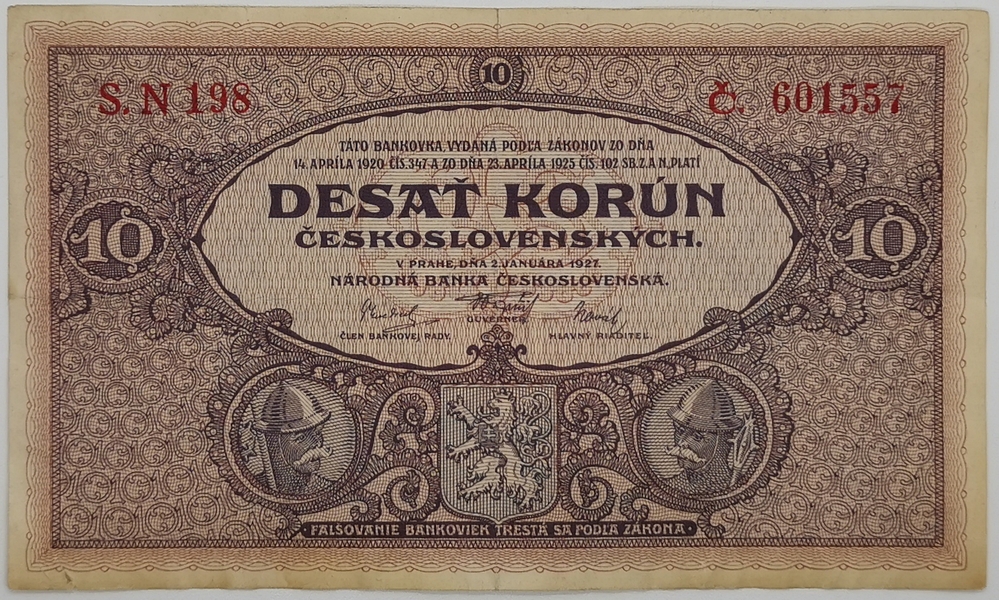 10
S. N 198
Č. 601557
TÁTO BANKOVKA, VYDANÁ PODĽA ZÁKONOV ZO DŇA
14. APRÍLA 1920 ČÍS. 347-A ZO DŇA 23. APRÍLA 1925 ČÍS. 102 SB. Z. A N., PLATÍ
DESAŤ KORÚN
ČESKOSLOVENSKÝCH.
10
10
V PRAHE, DŇA 2. JANUÁRA 1927.
NÁRODNÁ BANKA ČESKOSLOVENSKÁ.
GUVERNER.
ČLEN BANKOVEJ RADY.
HLAVNÝ RIADITEĽ.
· FALŠOVANIE BANKOVIEK TRESTÁ SA PODĽA ZÁKONA ·